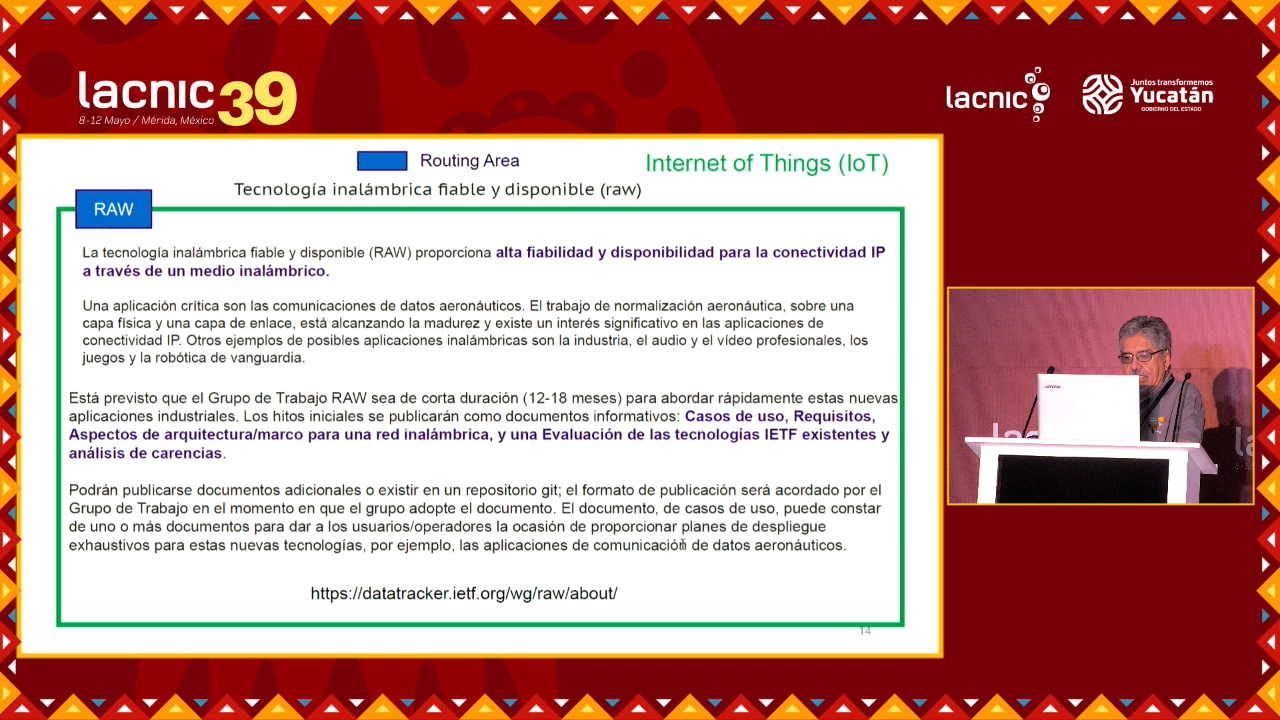 lacnic 39
8-12 Mayo / Mérida, México
lacnic
Juntos transformemos
Yucatán
GOBIERNO DEL ESTADO
Routing Area
Internet of Things (IoT)
Tecnología inalámbrica fiable y disponible (raw)
RAW
La tecnología inalámbrica fiable y disponible (RAW) proporciona alta fiabilidad y disponibilidad para la conectividad IP
a través de un medio inalámbrico.
Una aplicación crítica son las comunicaciones de datos aeronáuticos. El trabajo de normalización aeronáutica, sobre una
capa física y una capa de enlace, está alcanzando la madurez y existe un interés significativo en las aplicaciones de
conectividad IP. Otros ejemplos de posibles aplicaciones inalámbricas son la industria, el audio y el vídeo profesionales, los
juegos y la robótica de vanguardia.
Está previsto que el Grupo de Trabajo RAW sea de corta duración (12-18 meses) para abordar rápidamente estas nuevas
aplicaciones industriales. Los hitos iniciales se publicarán como documentos informativos: Casos de uso, Requisitos,
Aspectos de arquitectura/marco para una red inalámbrica, y una Evaluación de las tecnologías IETF existentes y
análisis de carencias.
Podrán publicarse documentos adicionales o existir en un repositorio git; el formato de publicación será acordado por el
Grupo de Trabajo en el momento en que el grupo adopte el documento. El documento, de casos de uso, puede constar
de uno o más documentos para dar a los usuarios/operadores la ocasión de proporcionar planes de despliegue
exhaustivos para estas nuevas tecnologías, por ejemplo, las aplicaciones de comunicación de datos aeronáuticos.
https://datatracker.ietf.org/wg/raw/about/
14
Lenovo